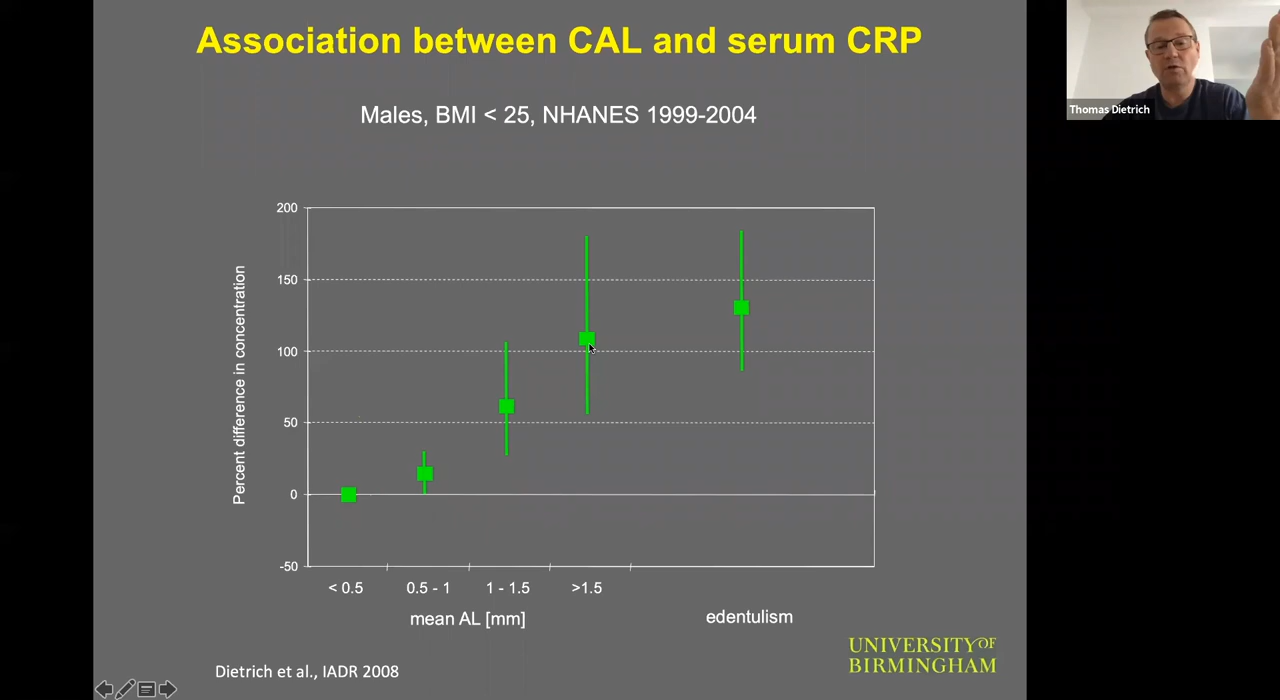 Association between CAL and serum CRP
Thomas Dietrich
Males, BMI < 25, NHANES 1999-2004
Percent difference in concentration
200
150
100
50
0
-50
< 0.5
0.5 - 1
1 - 1.5
>1.5
mean AL [mm]
edentulism
UNIVERSITY OF
BIRMINGHAM
Dietrich et al., IADR 2008